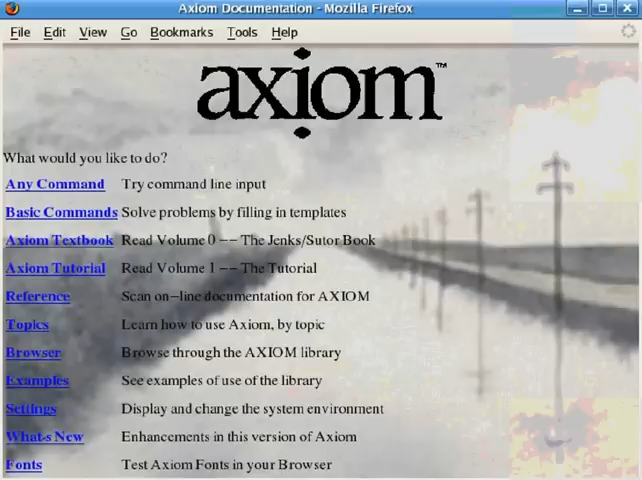 Axiom Documentation - Mozilla Firefox
File Edit View Go Bookmarks Tools Help
axiom™
What would you like to do?
Any Command Try command line input
Basic Commands Solve problems by filling in templates
Axiom Textbook Read Volume 0 -- The Jenks/Sutor Book
Axiom Tutorial Read Volume 1 -- The Tutorial
Reference Scan on-line documentation for AXIOM
Topics Learn how to use Axiom, by topic
Browser Browse through the AXIOM library
Examples See examples of use of the library
Settings Display and change the system environment
What-s New Enhancements in this version of Axiom
Fonts Test Axiom Fonts in your Browser